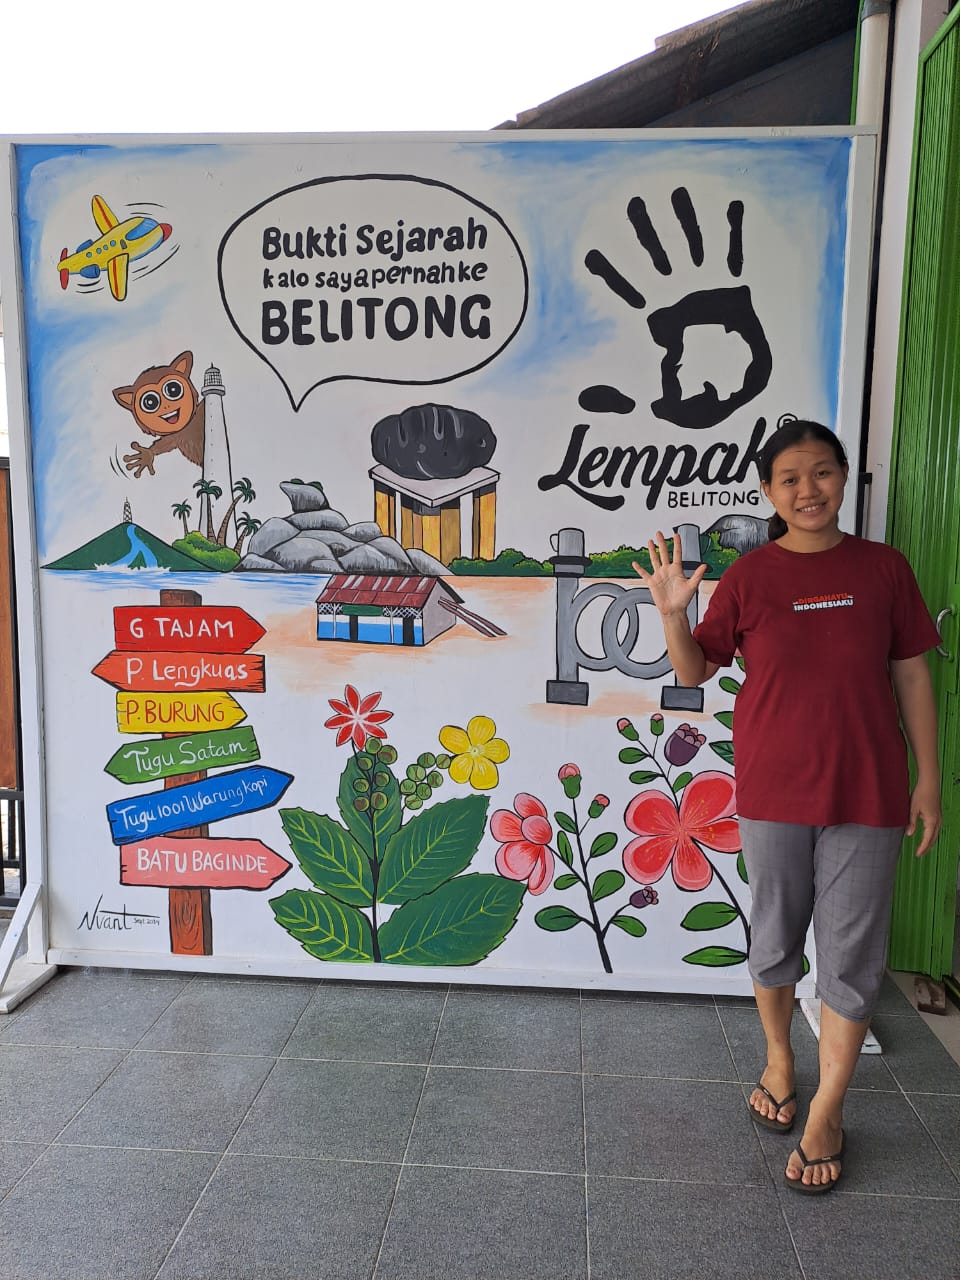 Bukti Sejarah
kalo saya pernah ke
BELITONG
Lempak
BELITONG
DIRGAHAYU
INDONESIAKU
G. TAJAM
P. Lengkuas
P. BURUNG
Tugu Satam
Tugu 1001 Warung kopi
BATU BAGINDE
Nvant